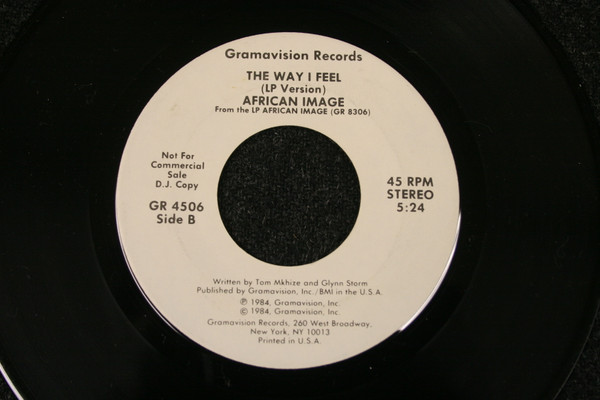 Gramavision Records
THE WAY I FEEL
(LP Version)
AFRICAN IMAGE
From the LP AFRICAN IMAGE (GR 8306)
Not For
Commercial
Sale
D.J. Copy
GR 4506
Side B
45 RPM
STEREO
5:24
Written by Tom Mkhize and Glynn Storm
Published by Gramavision, Inc./BMI in the U.S.A.
℗ 1984, Gramavision, Inc.
© 1984, Gramavision, Inc.
Gramavision Records, 260 West Broadway,
New York, NY 10013
Printed in U.S.A.